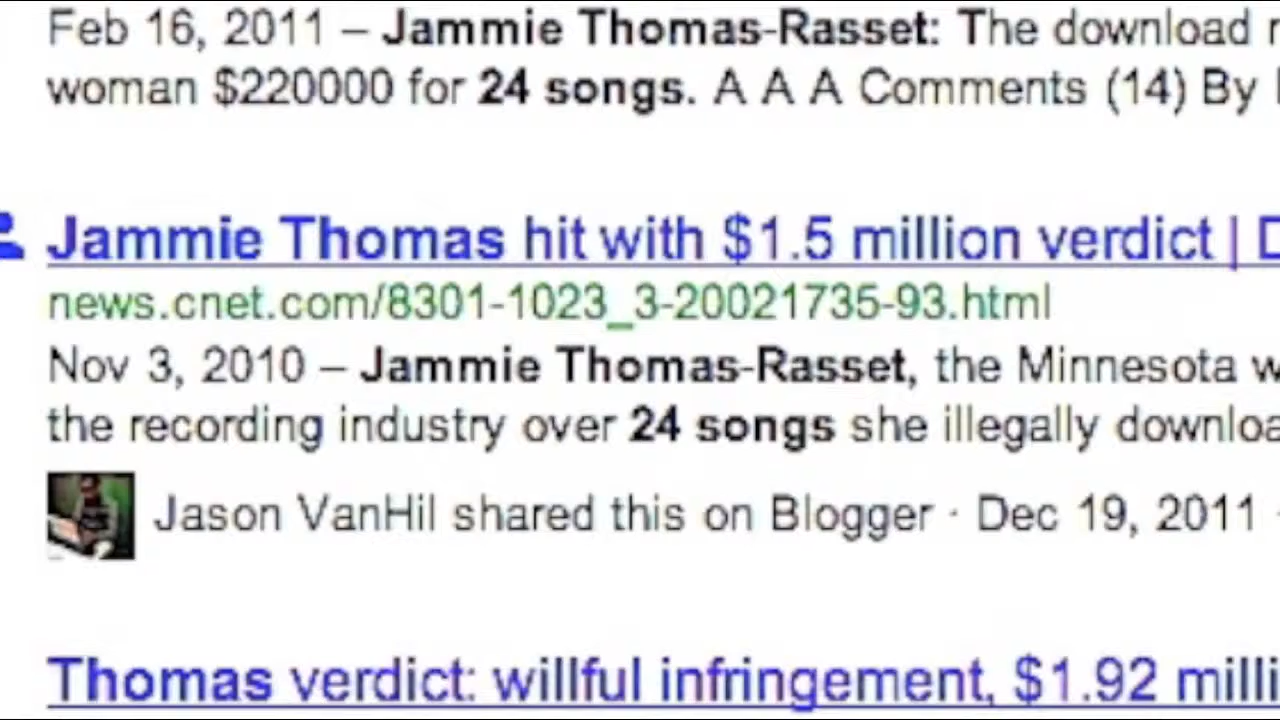 Feb 16, 2011 – Jammie Thomas-Rasset: The download
woman $220000 for 24 songs. A A A Comments (14) By
Jammie Thomas hit with $1.5 million verdict |
news.cnet.com/8301-1023_3-20021735-93.html
Nov 3, 2010 – Jammie Thomas-Rasset, the Minnesota
the recording industry over 24 songs she illegally
Jason VanHil shared this on Blogger · Dec 19, 2011
Thomas verdict: willful infringement, $1.92